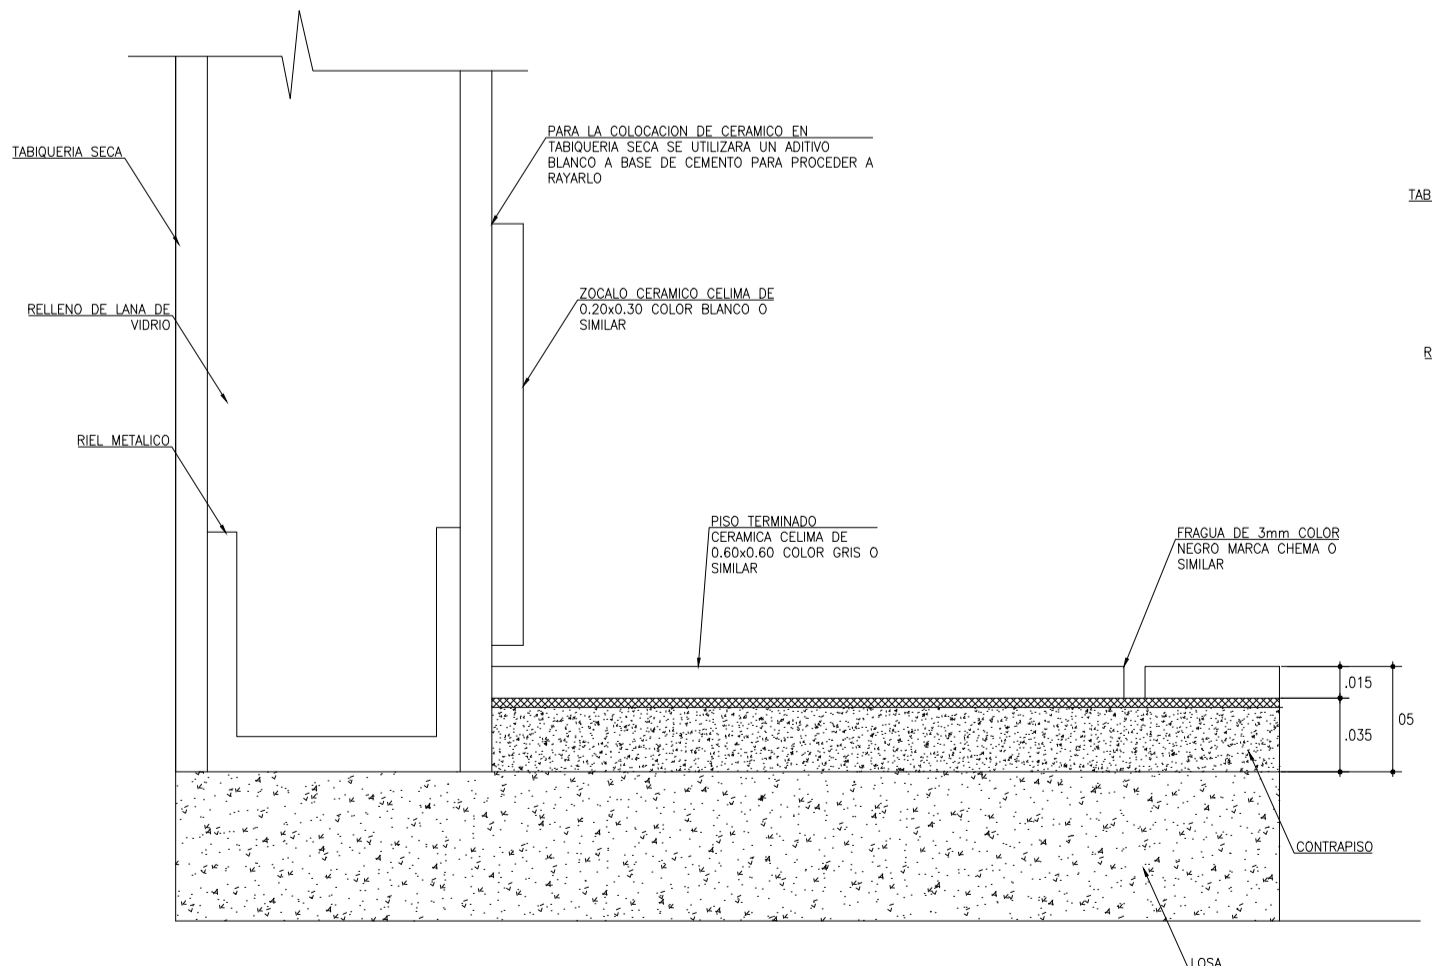 PARA LA COLOCACION DE CERAMICO EN
TABIQUERIA SECA SE UTILIZARA UN ADITIVO
BLANCO A BASE DE CEMENTO PARA PROCEDER A
RAYARLO
TABIQUERIA SECA
TAB
ZOCALO CERAMICO CELIMA DE
0.20x0.30 COLOR BLANCO O
SIMILAR
RELLENO DE LANA DE
VIDRIO
R
RIEL METALICO
PISO TERMINADO
CERAMICA CELIMA DE
0.60x0.60 COLOR GRIS O
SIMILAR
FRAGUA DE 3mm COLOR
NEGRO MARCA CHEMA O
SIMILAR
.015
.035
05
CONTRAPISO
LOSA